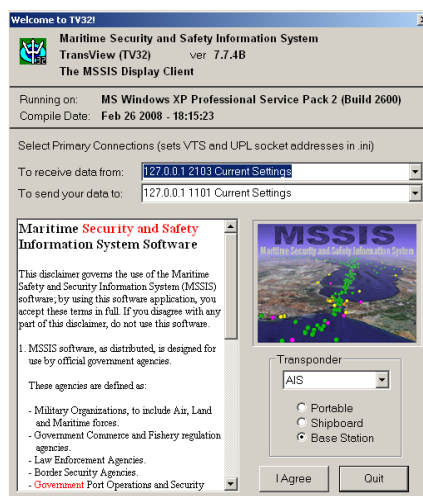 Welcome to TV32!
Maritime Security and Safety Information System
TransView (TV32) ver 7.7.4B
The MSSIS Display Client
Running on: MS Windows XP Professional Service Pack 2 (Build 2600)
Compile Date: Feb 26 2008 - 18:15:23
Select Primary Connections (sets VTS and UPL socket addresses in .ini)
To receive data from: 127.0.0.1 2103 Current Settings
To send your data to: 127.0.0.1 1101 Current Settings
Maritime Security and Safety
Information System Software
This disclaimer governs the use of the Maritime
Safety and Security Information System (MSSIS)
software; by using this software application, you
accept these terms in full. If you disagree with any
part of this disclaimer, do not use this software.
1. MSSIS software, as distributed, is designed for
use by official government agencies.
These agencies are defined as:
- Military Organizations, to include Air, Land
and Maritime forces.
- Government Commerce and Fishery regulation
agencies.
- Law Enforcement Agencies.
- Border Security Agencies.
- Government Port Operations and Security
MSSIS
Maritime Security and Safety Information System
Transponder
AIS
Portable
Shipboard
Base Station
I Agree
Quit